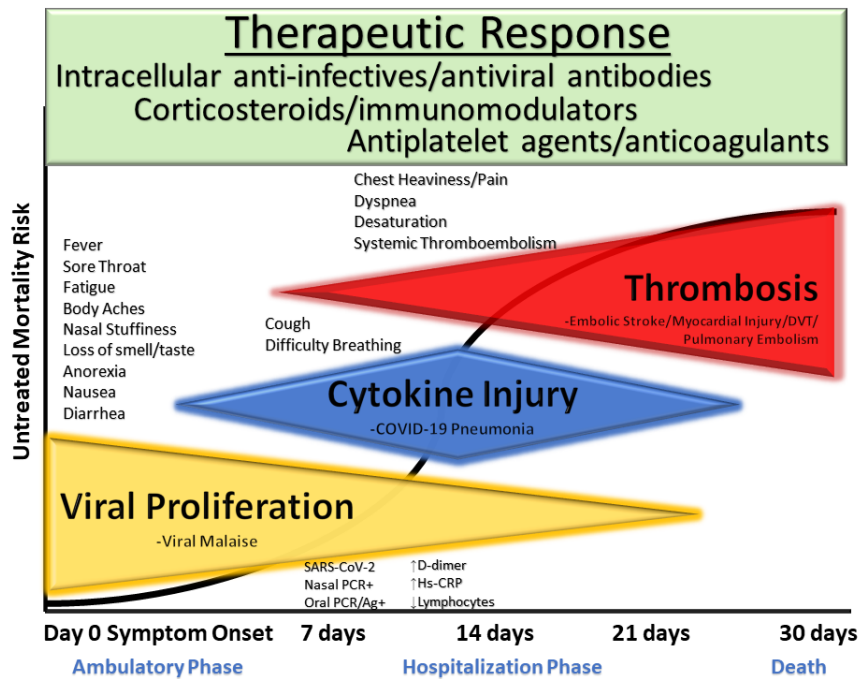 Therapeutic Response
Intracellular anti-infectives/antiviral antibodies
Corticosteroids/immunomodulators
Antiplatelet agents/anticoagulants
Untreated Mortality Risk
Chest Heaviness/Pain
Dyspnea
Desaturation
Systemic Thromboembolism
Fever
Sore Throat
Fatigue
Body Aches
Nasal Stuffiness
Loss of smell/taste
Anorexia
Nausea
Diarrhea
Cough
Difficulty Breathing
Thrombosis
-Embolic Stroke/Myocardial Injury/DVT/
Pulmonary Embolism
Cytokine Injury
-COVID-19 Pneumonia
Viral Proliferation
-Viral Malaise
SARS-CoV-2
Nasal PCR+
Oral PCR/Ag+
↑D-dimer
↑Hs-CRP
↓Lymphocytes
Day 0 Symptom Onset 7 days 14 days 21 days 30 days
Ambulatory Phase Hospitalization Phase Death